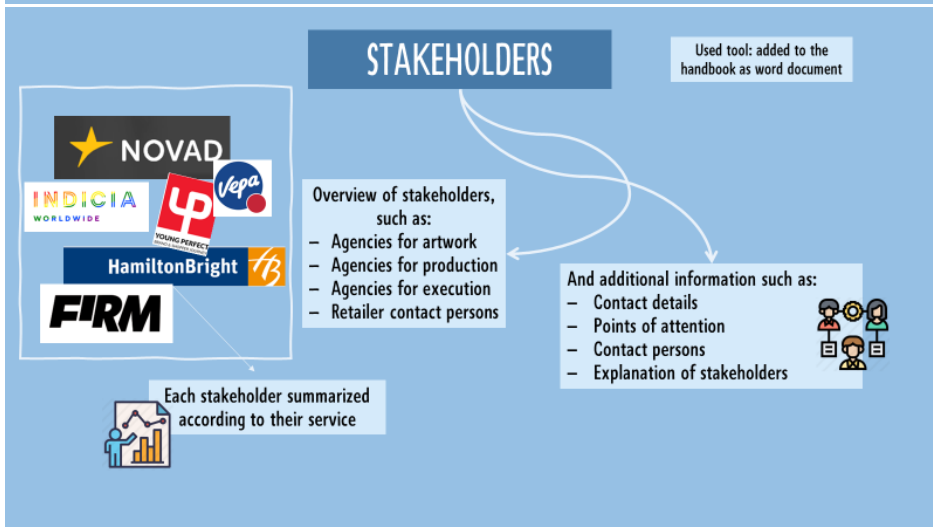 STAKEHOLDERS
Used tool: added to the
handbook as word document
NOVAD
INDICIA
WORLDWIDE
YP
YOUNG PERFECT
Vepa
HamiltonBright HB
FIRM
Overview of stakeholders,
such as:
– Agencies for artwork
– Agencies for production
– Agencies for execution
– Retailer contact persons
And additional information such as:
– Contact details
– Points of attention
– Contact persons
– Explanation of stakeholders
Each stakeholder summarized
according to their service